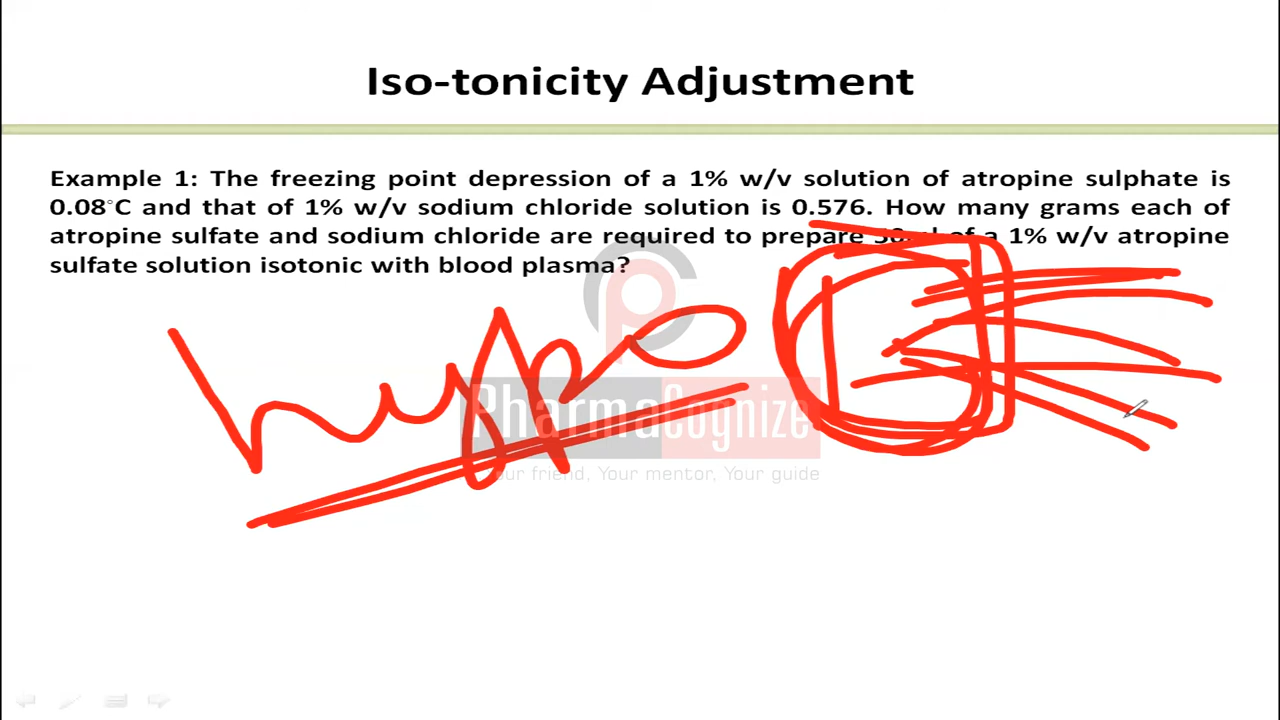 Iso-tonicity Adjustment
Example 1: The freezing point depression of a 1% w/v solution of atropine sulphate is
0.08°C and that of 1% w/v sodium chloride solution is 0.576. How many grams each of
atropine sulfate and sodium chloride are required to prepare of a 1% w/v atropine
sulfate solution isotonic with blood plasma?
hypo
PharmaCognize
Your friend, Your mentor, Your guide